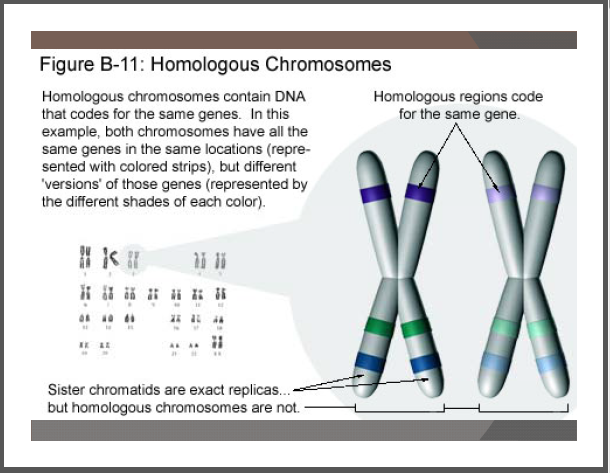 Figure B-11: Homologous Chromosomes
Homologous chromosomes contain DNA
that codes for the same genes. In this
example, both chromosomes have all the
same genes in the same locations (repre-
sented with colored strips), but different
'versions' of those genes (represented by
the different shades of each color).
Homologous regions code
for the same gene.
Sister chromatids are exact replicas...
but homologous chromosomes are not.